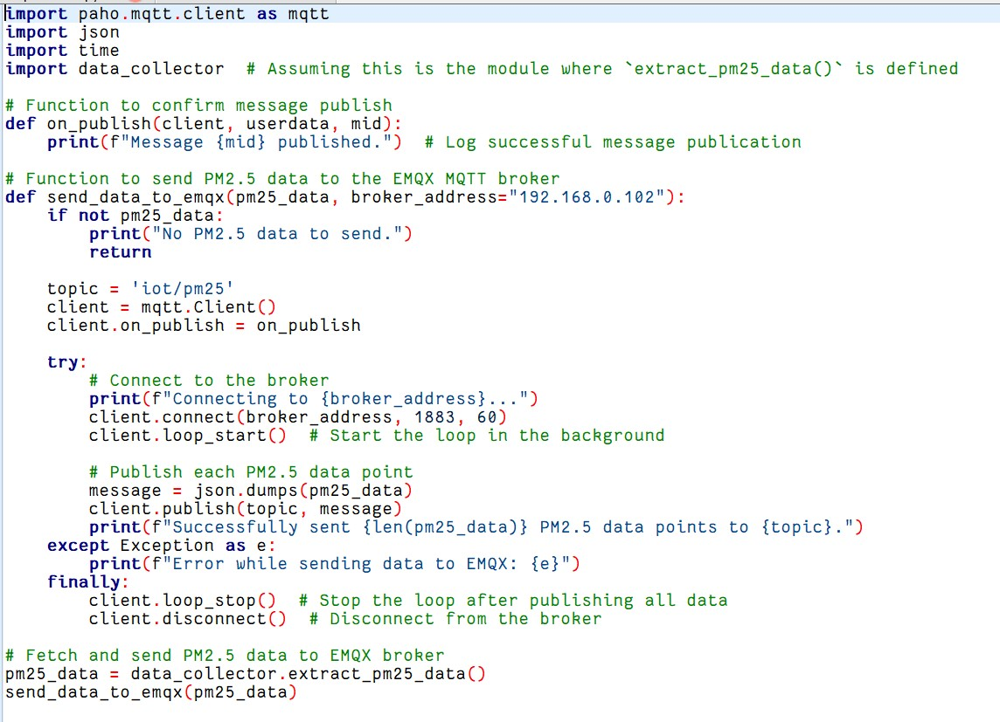 import paho.mqtt.client as mqtt
import json
import time
import data_collector  # Assuming this is the module where `extract_pm25_data()` is defined

# Function to confirm message publish
def on_publish(client, userdata, mid):
    print(f"Message {mid} published.")  # Log successful message publication

# Function to send PM2.5 data to the EMQX MQTT broker
def send_data_to_emqx(pm25_data, broker_address="192.168.0.102"):
    if not pm25_data:
        print("No PM2.5 data to send.")
        return

    topic = 'iot/pm25'
    client = mqtt.Client()
    client.on_publish = on_publish

    try:
        # Connect to the broker
        print(f"Connecting to {broker_address}...")
        client.connect(broker_address, 1883, 60)
        client.loop_start()  # Start the loop in the background

        # Publish each PM2.5 data point
        message = json.dumps(pm25_data)
        client.publish(topic, message)
        print(f"Successfully sent {len(pm25_data)} PM2.5 data points to {topic}.")
    except Exception as e:
        print(f"Error while sending data to EMQX: {e}")
    finally:
        client.loop_stop()  # Stop the loop after publishing all data
        client.disconnect()  # Disconnect from the broker

# Fetch and send PM2.5 data to EMQX broker
pm25_data = data_collector.extract_pm25_data()
send_data_to_emqx(pm25_data)